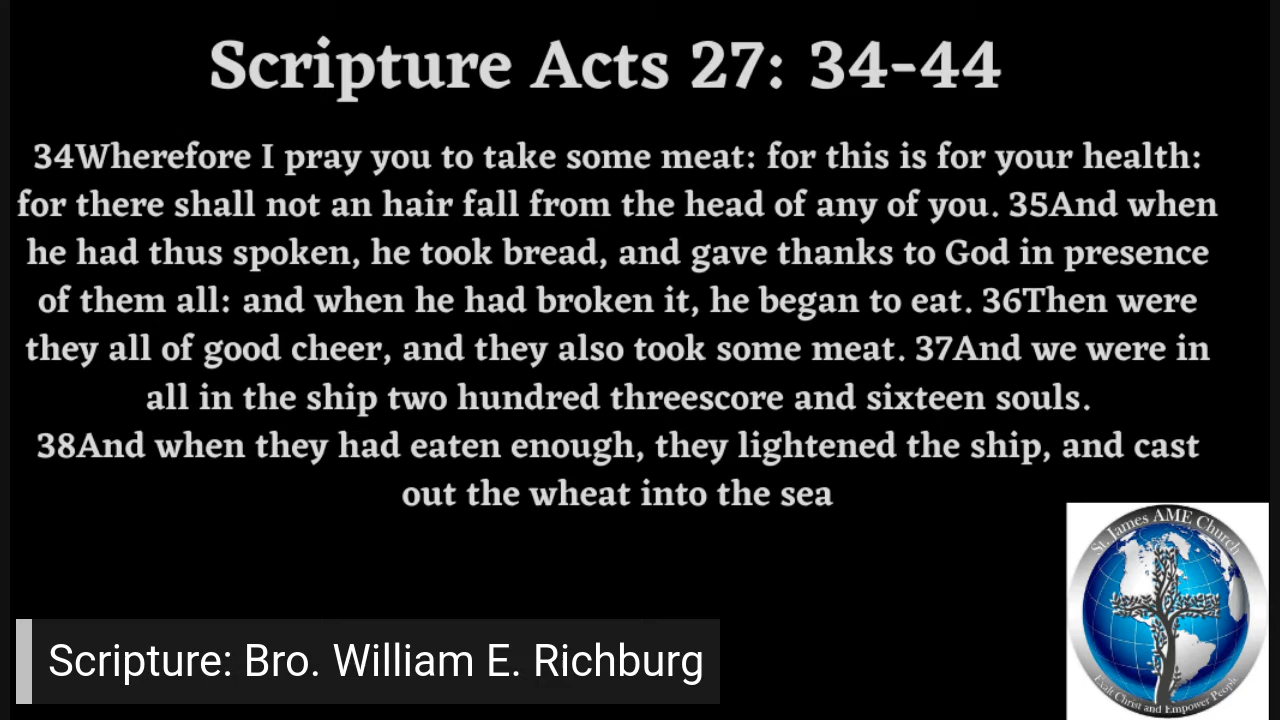 Scripture Acts 27: 34-44
34Wherefore I pray you to take some meat: for this is for your health:
for there shall not an hair fall from the head of any of you. 35And when
he had thus spoken, he took bread, and gave thanks to God in presence
of them all: and when he had broken it, he began to eat. 36Then were
they all of good cheer, and they also took some meat. 37And we were in
all in the ship two hundred threescore and sixteen souls.
38And when they had eaten enough, they lightened the ship, and cast
out the wheat into the sea
St. James AME Church
Exalt Christ and Empower People
Scripture: Bro. William E. Richburg